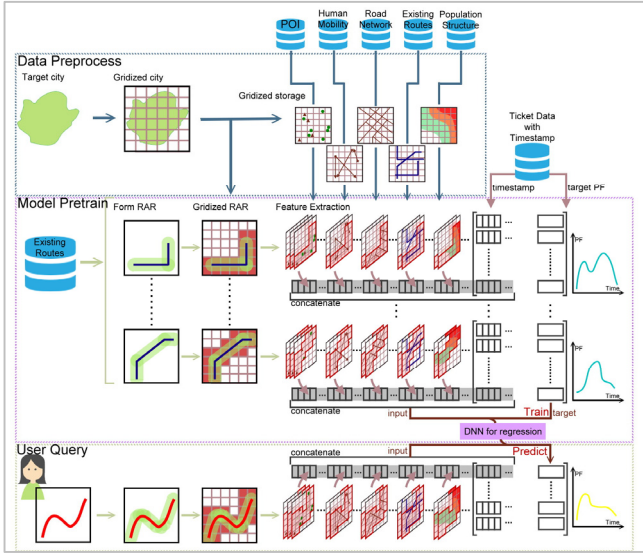 POI
Human
Mobility
Road
Network
Existing
Routes
Population
Structure
Data Preprocess
Target city
Gridized city
Gridized storage
Ticket Data
with
Timestamp
timestamp
target PF
Model Pretrain
Form RAR
Gridized RAR
Feature Extraction
Existing
Routes
...
...
PF
Time
concatenate
...
...
PF
Time
concatenate
input
Train
target
DNN for regression
User Query
concatenate
input
Predict
...
...
PF
Time